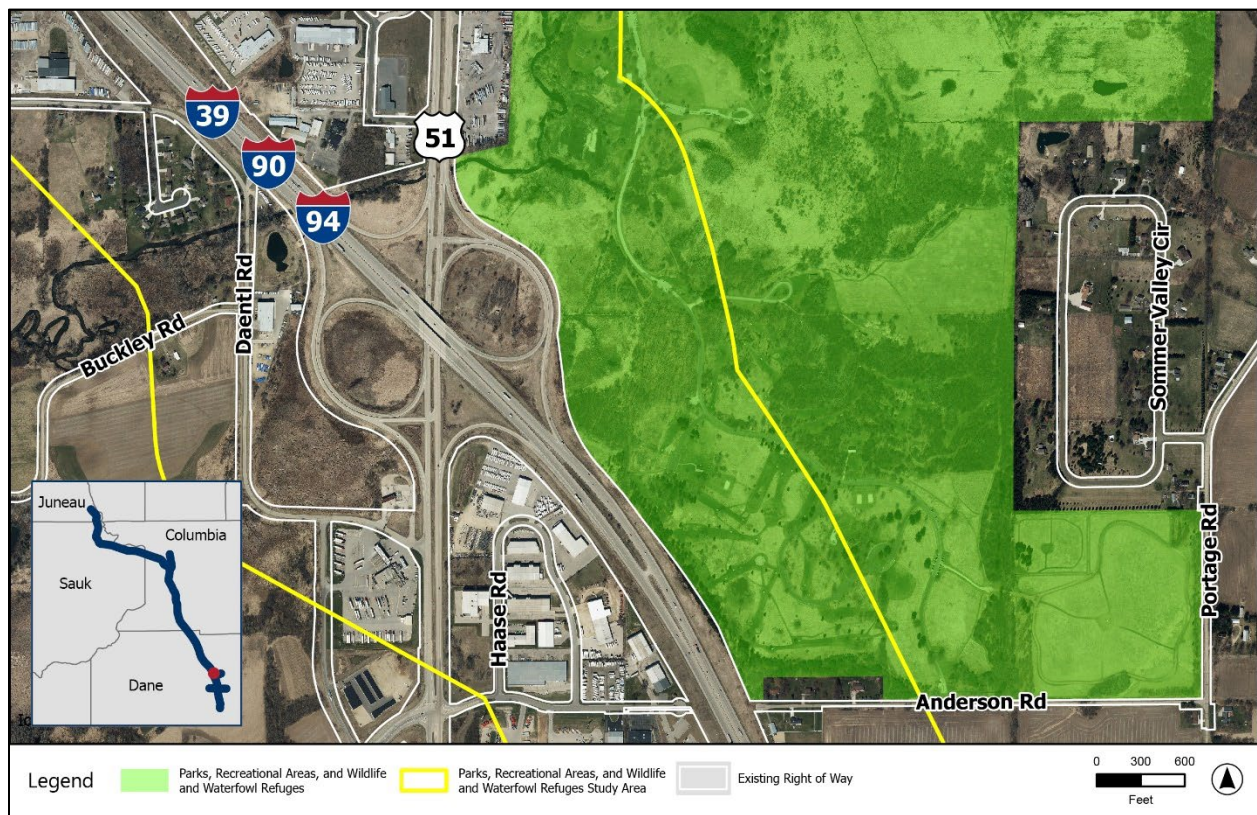 39
90
94
51
Daentl Rd
Buckley Rd
Sommer Valley Cir
Portage Rd
Haase Rd
Anderson Rd
Juneau
Columbia
Sauk
Dane
Legend
Parks, Recreational Areas, and Wildlife
and Waterfowl Refuges
Parks, Recreational Areas, and Wildlife
and Waterfowl Refuges Study Area
Existing Right of Way
0 300 600
Feet